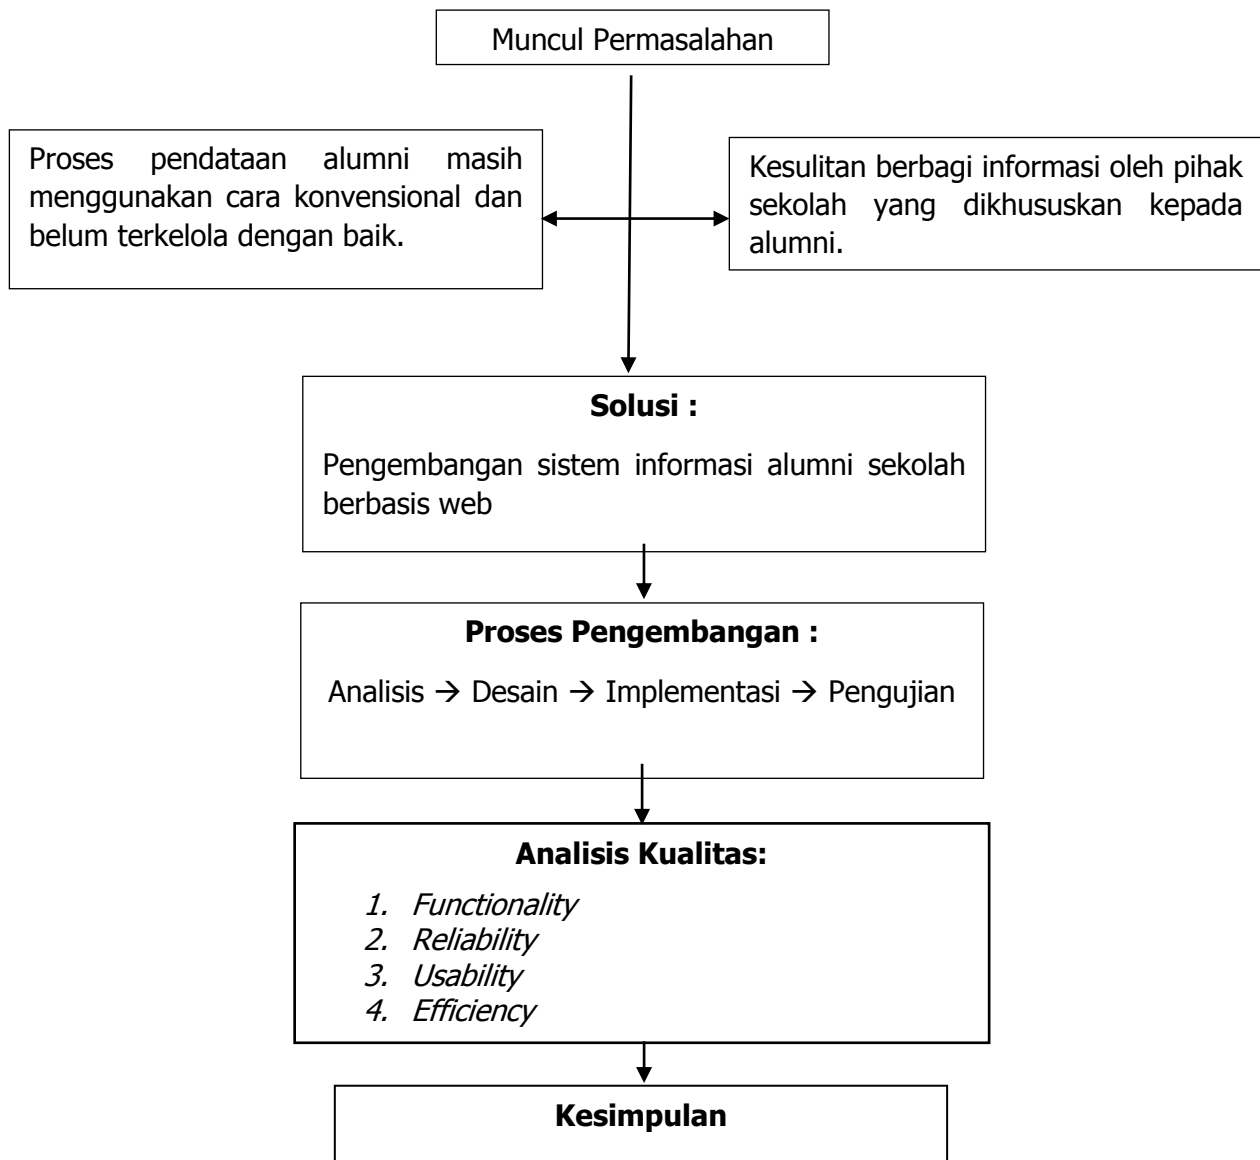 Muncul Permasalahan
Proses pendataan alumni masih
menggunakan cara konvensional dan
belum terkelola dengan baik.
Kesulitan berbagi informasi oleh pihak
sekolah yang dikhususkan kepada
alumni.
Solusi :
Pengembangan sistem informasi alumni sekolah
berbasis web
Proses Pengembangan :
Analisis → Desain → Implementasi → Pengujian
Analisis Kualitas:
1. Functionality
2. Reliability
3. Usability
4. Efficiency
Kesimpulan